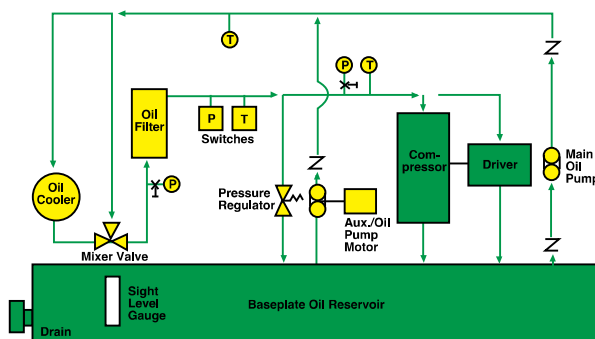 T
P
T
Oil
Filter
P
T
Switches
Com-
pressor
Driver
Main
Oil
Pump
Oil
Cooler
P
Pressure
Regulator
Aux./Oil
Pump
Motor
Mixer Valve
Sight
Level
Gauge
Baseplate Oil Reservoir
Drain